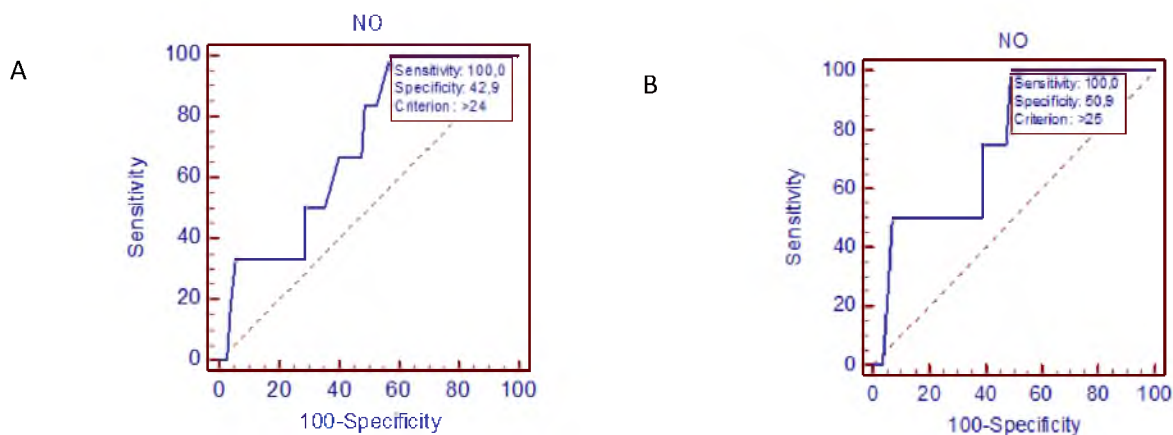 A
NO
Sensitivity
100
80
60
40
20
0
Sensitivity: 100,0
Specificity: 42,9
Criterion : >24
0 20 40 60 80 100
100-Specificity
B
NO
Sensitivity
100
80
60
40
20
0
Sensitivity: 100,0
Specificity: 50,9
Criterion : >25
0 20 40 60 80 100
100-Specificity